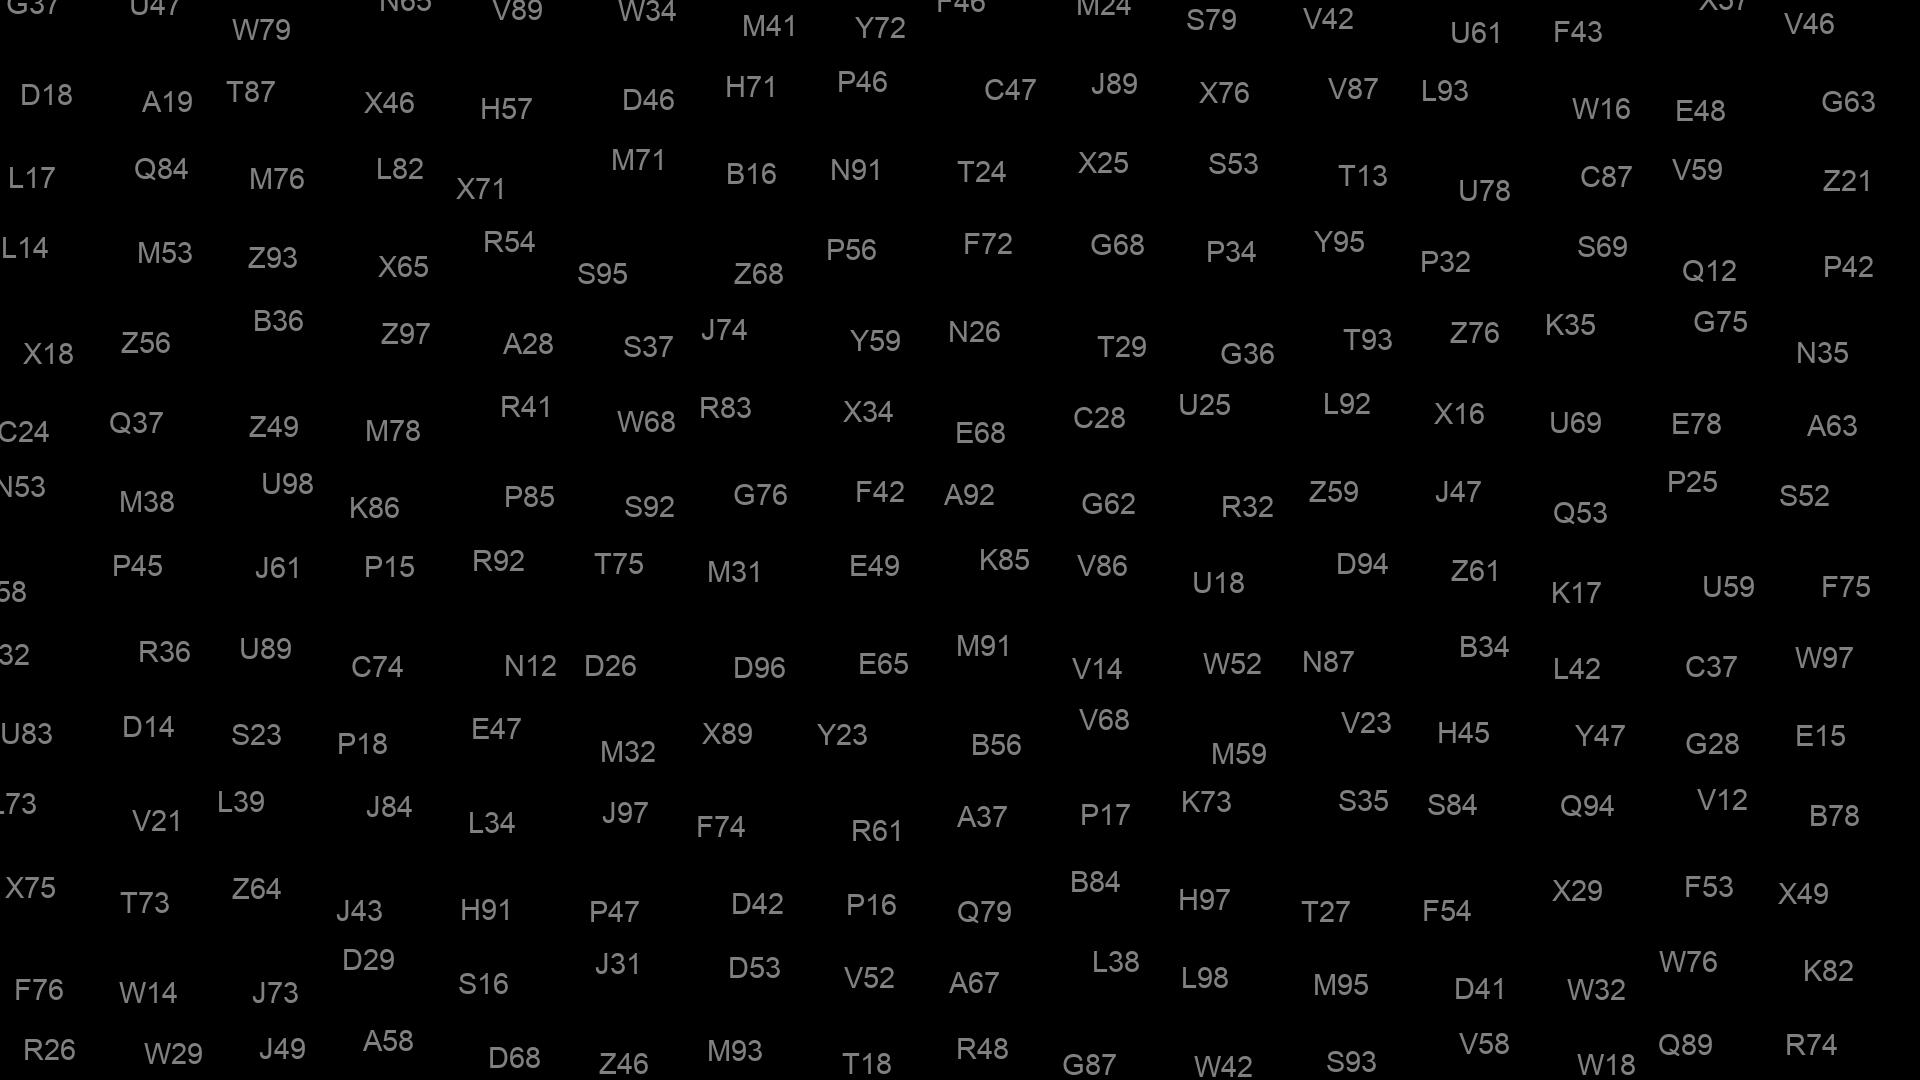 G37 U47 W79 N65 V89 W34 M41 Y72 F46 M24 S79 V42 U61 F43 X57 V46
D18 A19 T87 X46 H57 D46 H71 P46 C47 J89 X76 V87 L93 W16 E48 G63
L17 Q84 M76 L82 X71 M71 B16 N91 T24 X25 S53 T13 U78 C87 V59 Z21
L14 M53 Z93 X65 R54 S95 Z68 P56 F72 G68 P34 Y95 P32 S69 Q12 P42
X18 Z56 B36 Z97 A28 S37 J74 Y59 N26 T29 G36 T93 Z76 K35 G75 N35
C24 Q37 Z49 M78 R41 W68 R83 X34 E68 C28 U25 L92 X16 U69 E78 A63
N53 M38 U98 K86 P85 S92 G76 F42 A92 G62 R32 Z59 J47 Q53 P25 S52
58 P45 J61 P15 R92 T75 M31 E49 K85 V86 U18 D94 Z61 K17 U59 F75
32 R36 U89 C74 N12 D26 D96 E65 M91 V14 W52 N87 B34 L42 C37 W97
U83 D14 S23 P18 E47 M32 X89 Y23 B56 V68 M59 V23 H45 Y47 G28 E15
L73 V21 L39 J84 L34 J97 F74 R61 A37 P17 K73 S35 S84 Q94 V12 B78
X75 T73 Z64 J43 H91 P47 D42 P16 Q79 B84 H97 T27 F54 X29 F53 X49
F76 W14 J73 D29 S16 J31 D53 V52 A67 L38 L98 M95 D41 W32 W76 K82
R26 W29 J49 A58 D68 Z46 M93 T18 R48 G87 W42 S93 V58 W18 Q89 R74